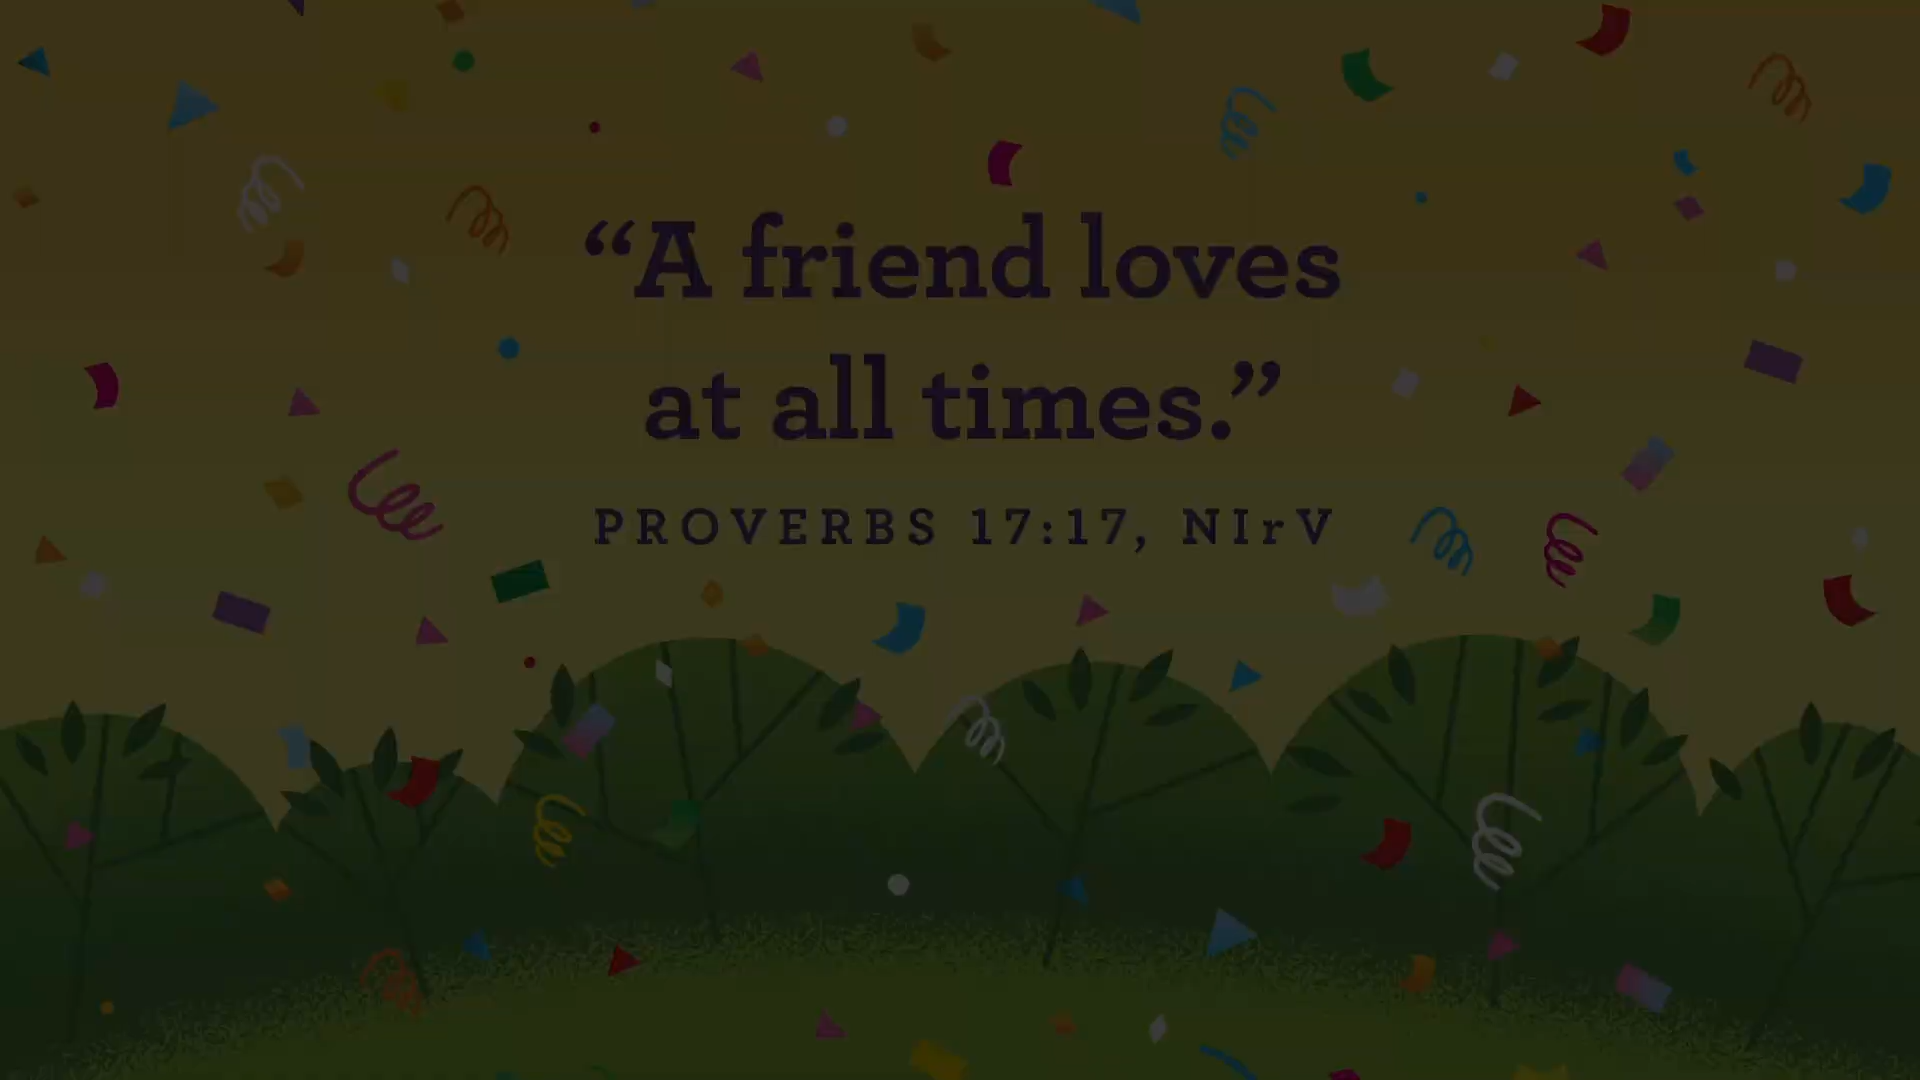 “A friend loves
at all times.”
PROVERBS 17:17, NIrV